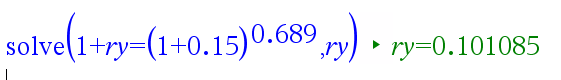 solve(1+ry=(1+0.15)^0.689,ry) ▸ ry=0.101085